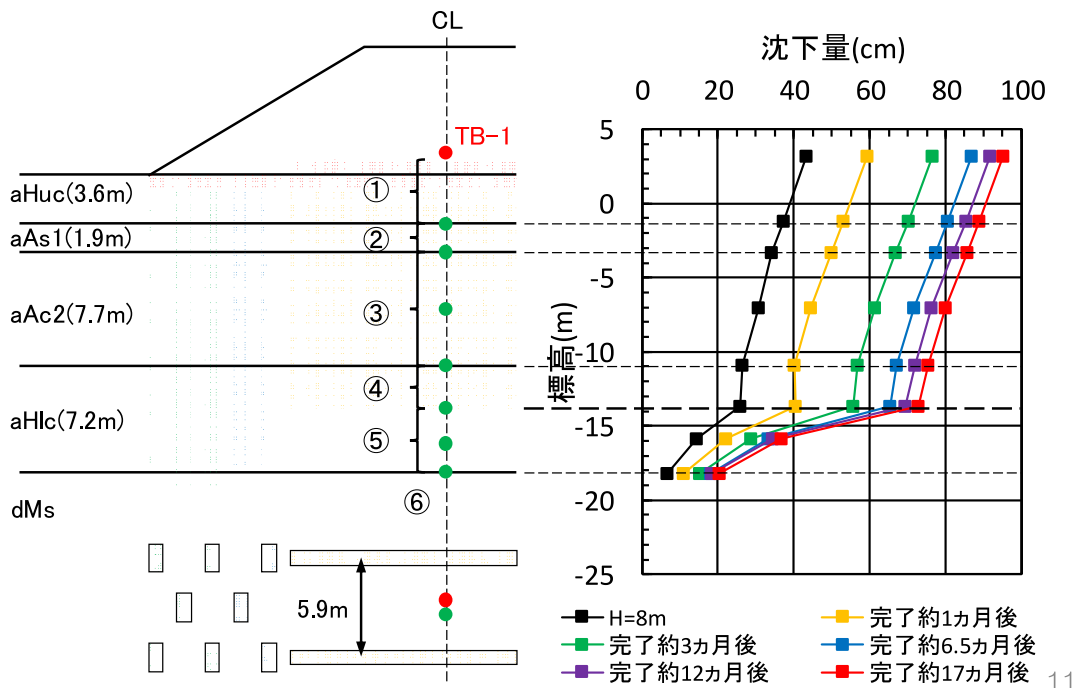 CL
TB-1
aHuc(3.6m)
①
aAs1(1.9m)
②
aAc2(7.7m)
③
④
aHlc(7.2m)
⑤
⑥
dMs
5.9m
沈下量(cm)
0 20 40 60 80 100
5
0
-5
-10
-15
-20
-25
標高(m)
H=8m
完了約1ヵ月後
完了約3ヵ月後
完了約6.5ヵ月後
完了約12ヵ月後
完了約17ヵ月後
11